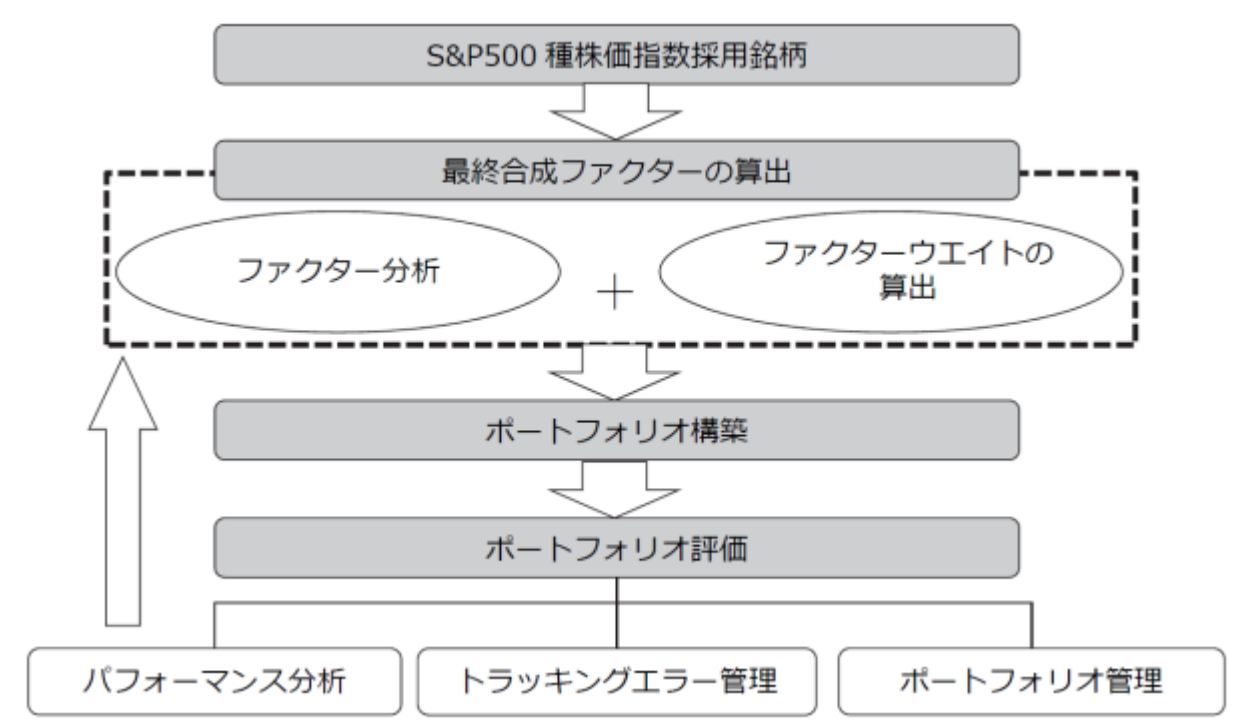 S&P500 種株価指数採用銘柄
最終合成ファクターの算出
ファクター分析
+
ファクターウエイトの
算出
ポートフォリオ構築
ポートフォリオ評価
パフォーマンス分析
トラッキングエラー管理
ポートフォリオ管理